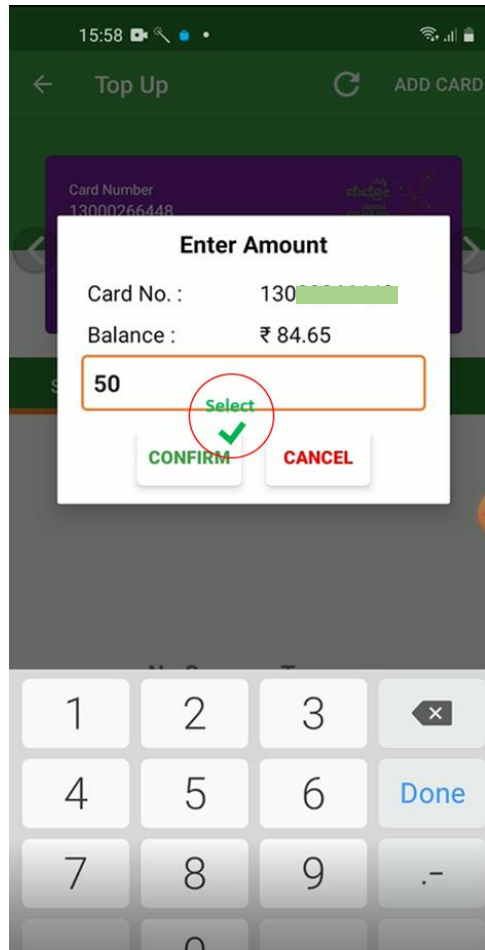 15:58
Top Up
ADD CARD
Card Number
13000266448
Enter Amount
Card No. : 130
Balance : ₹ 84.65
50
Select
CONFIRM CANCEL
1 2 3
4 5 6 Done
7 8 9 .-
0